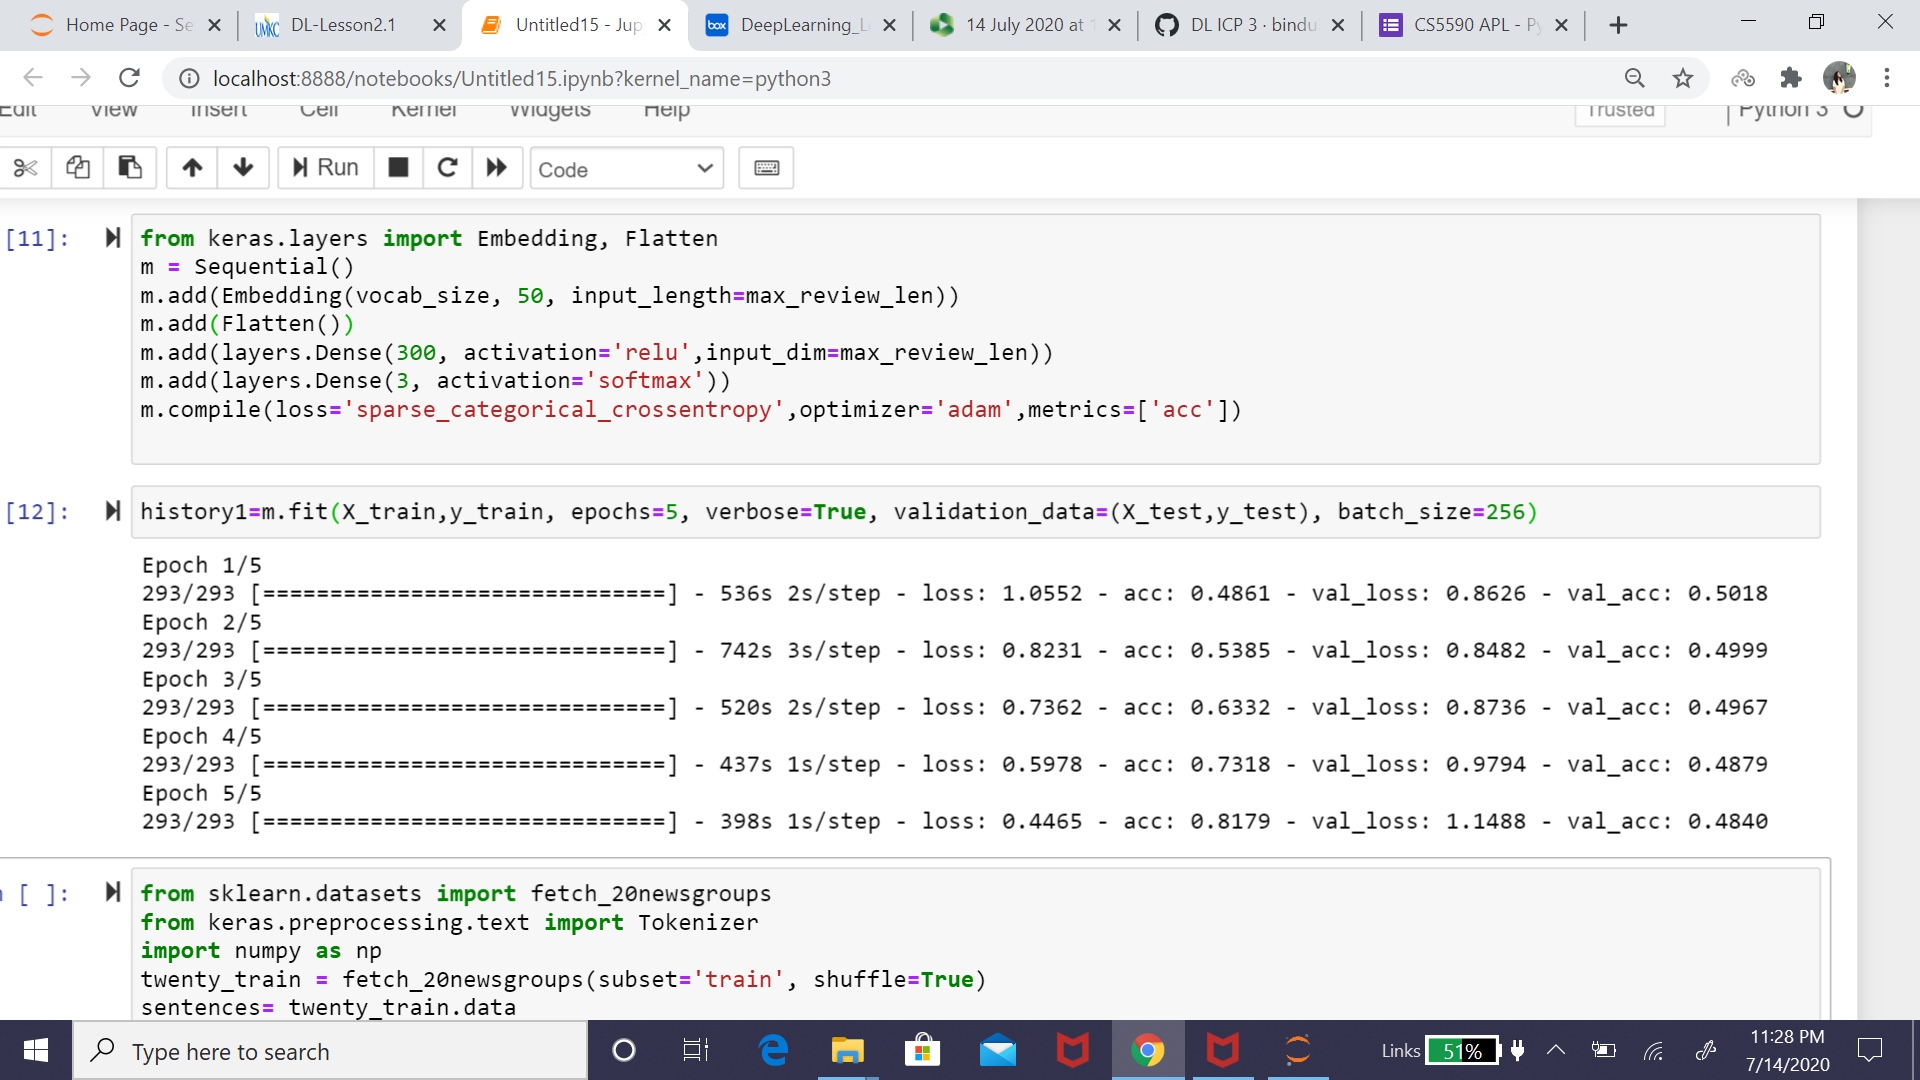 Home Page - Se
DL-Lesson2.1
Untitled15 - Jup
box
DeepLearning_L
14 July 2020 at 1
DL ICP 3 · bindu
CS5590 APL - Py
localhost:8888/notebooks/Untitled15.ipynb?kernel_name=python3
Edit View Insert Cell Kernel Widgets Help
Trusted
Python 3
Run
Code
[11]:
from keras.layers import Embedding, Flatten
m = Sequential()
m.add(Embedding(vocab_size, 50, input_length=max_review_len))
m.add(Flatten())
m.add(layers.Dense(300, activation='relu',input_dim=max_review_len))
m.add(layers.Dense(3, activation='softmax'))
m.compile(loss='sparse_categorical_crossentropy',optimizer='adam',metrics=['acc'])
[12]:
history1=m.fit(X_train,y_train, epochs=5, verbose=True, validation_data=(X_test,y_test), batch_size=256)
Epoch 1/5
293/293 [==============================] - 536s 2s/step - loss: 1.0552 - acc: 0.4861 - val_loss: 0.8626 - val_acc: 0.5018
Epoch 2/5
293/293 [==============================] - 742s 3s/step - loss: 0.8231 - acc: 0.5385 - val_loss: 0.8482 - val_acc: 0.4999
Epoch 3/5
293/293 [==============================] - 520s 2s/step - loss: 0.7362 - acc: 0.6332 - val_loss: 0.8736 - val_acc: 0.4967
Epoch 4/5
293/293 [==============================] - 437s 1s/step - loss: 0.5978 - acc: 0.7318 - val_loss: 0.9794 - val_acc: 0.4879
Epoch 5/5
293/293 [==============================] - 398s 1s/step - loss: 0.4465 - acc: 0.8179 - val_loss: 1.1488 - val_acc: 0.4840
n [ ]:
from sklearn.datasets import fetch_20newsgroups
from keras.preprocessing.text import Tokenizer
import numpy as np
twenty_train = fetch_20newsgroups(subset='train', shuffle=True)
sentences= twenty_train.data
Type here to search
Links
51%
11:28 PM
7/14/2020